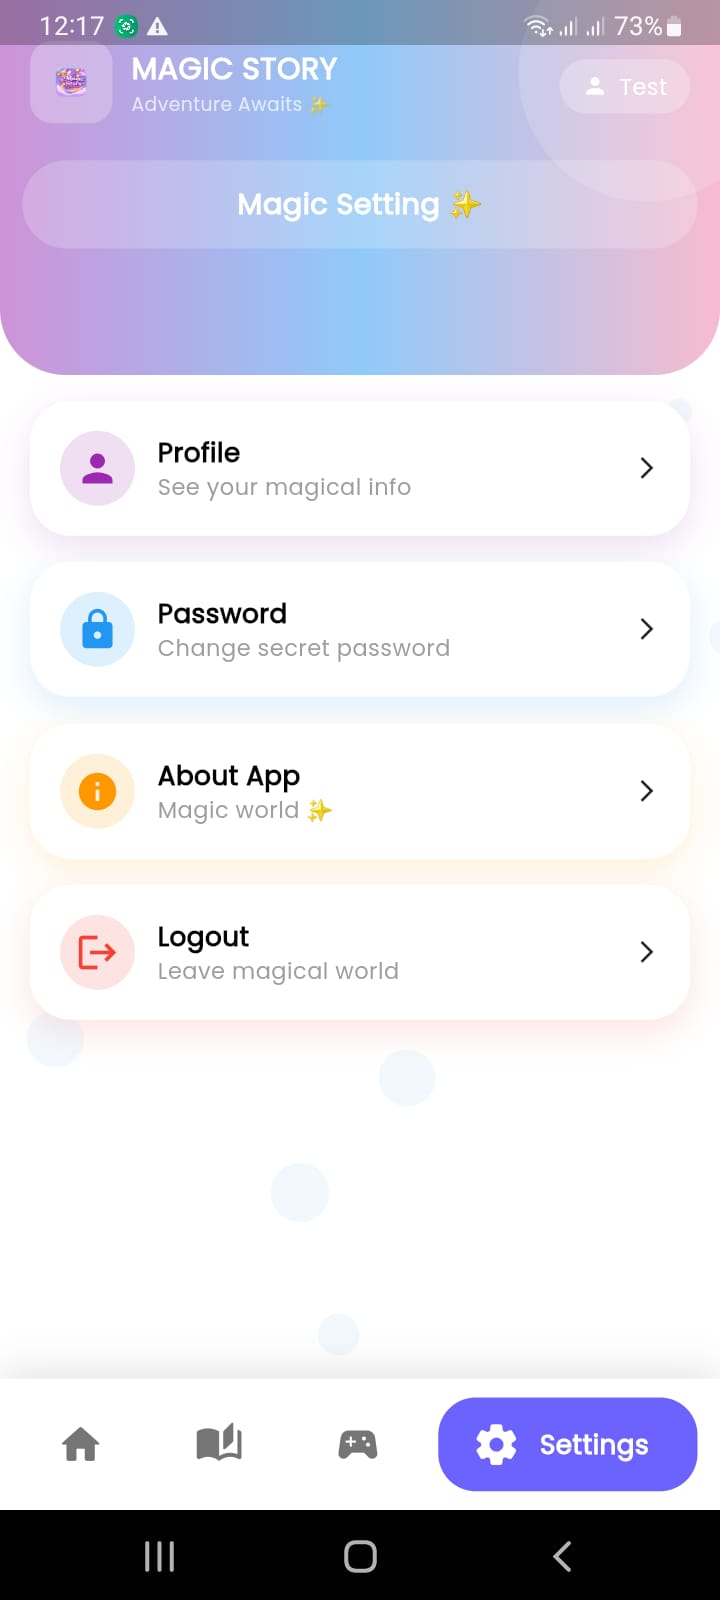 12:17
73%
MAGIC STORY
Adventure Awaits ✨
Test
Magic Setting ✨
Profile
See your magical info
Password
Change secret password
About App
Magic world ✨
Logout
Leave magical world
Settings